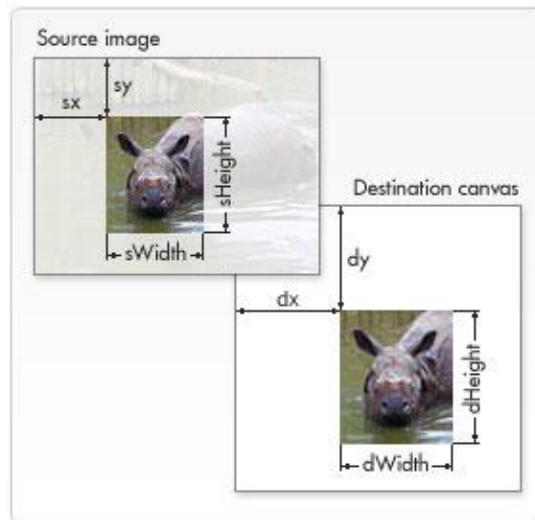 Source image
sy
sx
sHeight
sWidth
Destination canvas
dy
dx
dHeight
dWidth